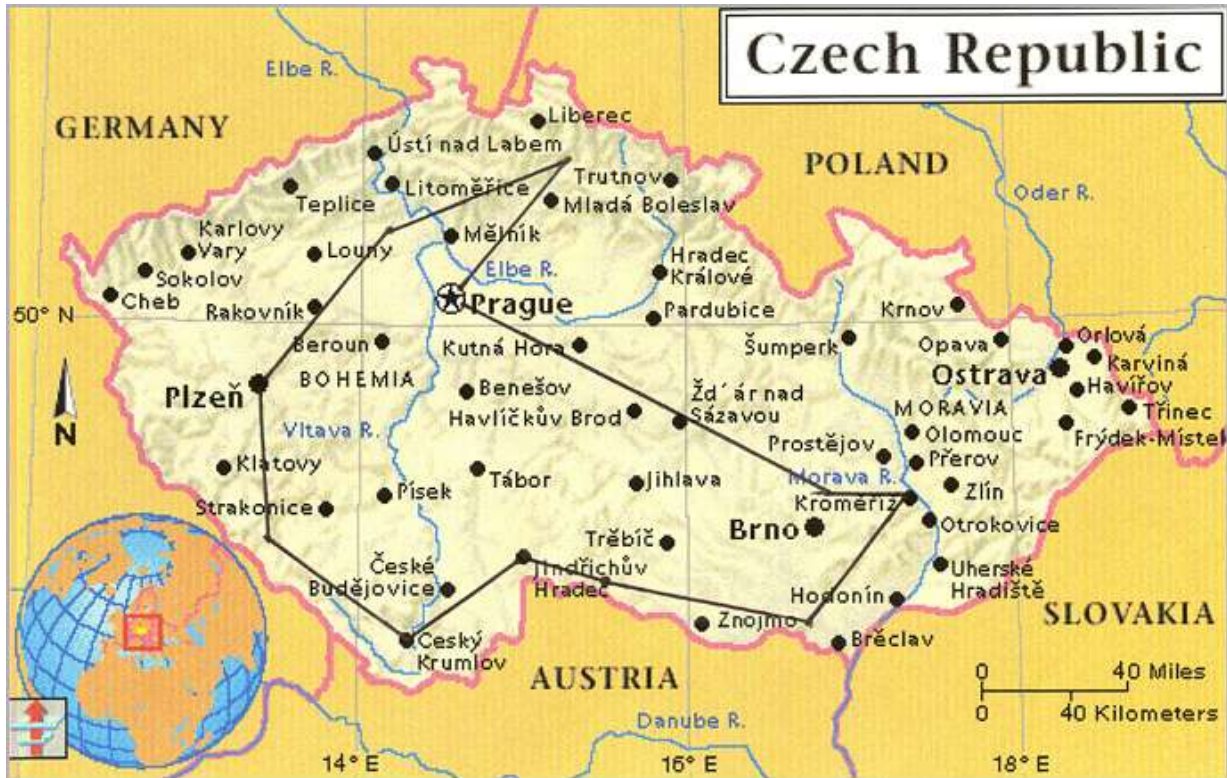 Czech Republic
Elbe R.
GERMANY
Liberec
Ústí nad Labem
POLAND
Litoměřice
Trutnov
Teplice
Mladá Boleslav
Oder R.
Karlovy
Vary
Louny
Mělník
Sokolov
Elbe R.
Hradec
Králové
Cheb
50° N
Rakovník
Prague
Pardubice
Krnov
Beroun
Kutná Hora
Šumperk
Opava
Orlová
Karviná
Plzeň
BOHEMIA
Benešov
Žd´ár nad
Sázavou
Ostrava
Havířov
Havlíčkův Brod
MORAVIA
Třinec
N
Vltava R.
Olomouc
Frýdek-Místek
Prostějov
Přerov
Klatovy
Tábor
Jihlava
Morava R.
Zlín
Strakonice
Písek
Kroměříž
Brno
Otrokovice
Třěbíč
České
Budějovice
Jindřichův
Hradec
Uherské
Hradiště
Hodonín
SLOVAKIA
Znojmo
Český
Krumlov
Brěclav
AUSTRIA
0 40 Miles
0 40 Kilometers
Danube R.
14° E
16° E
18° E